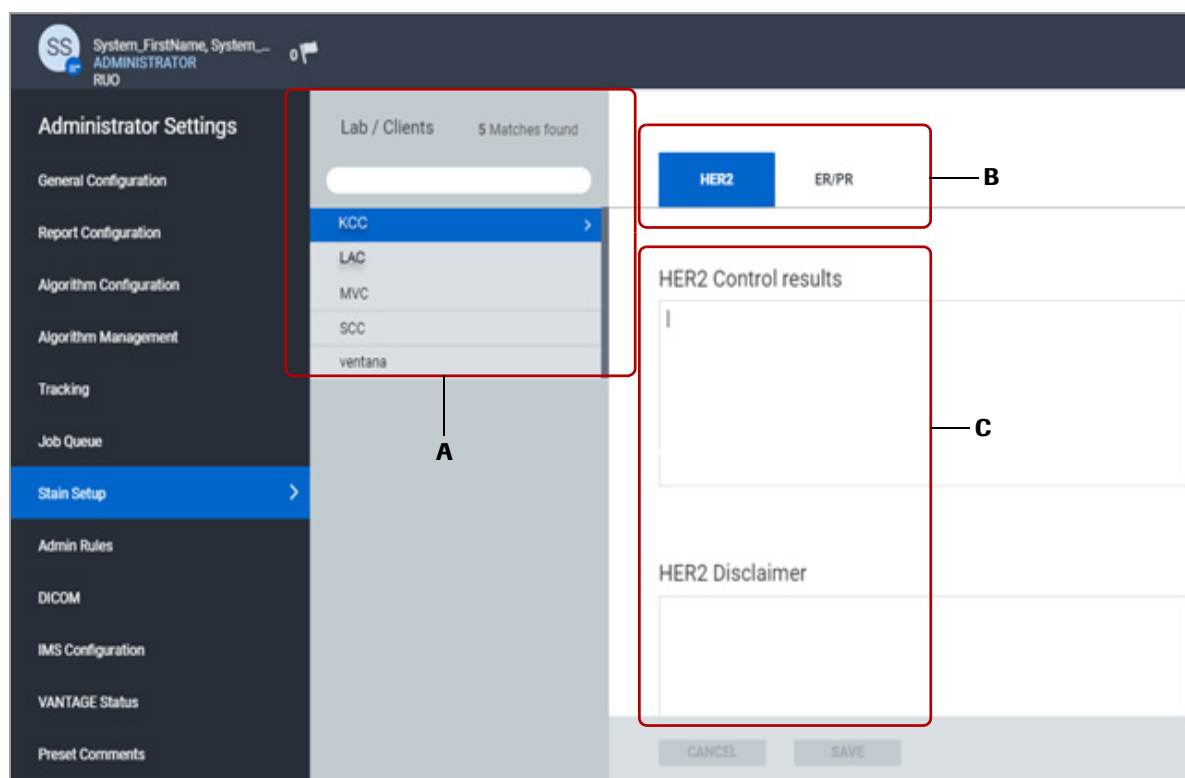 SS
System_FirstName, System_...
ADMINISTRATOR
RUO
0
Administrator Settings
General Configuration
Report Configuration
Algorithm Configuration
Algorithm Management
Tracking
Job Queue
Stain Setup
Admin Rules
DICOM
IMS Configuration
VANTAGE Status
Preset Comments
Lab / Clients 5 Matches found
KCC
LAC
MVC
SCC
ventana
A
HER2 ER/PR
B
HER2 Control results
C
HER2 Disclaimer
CANCEL SAVE